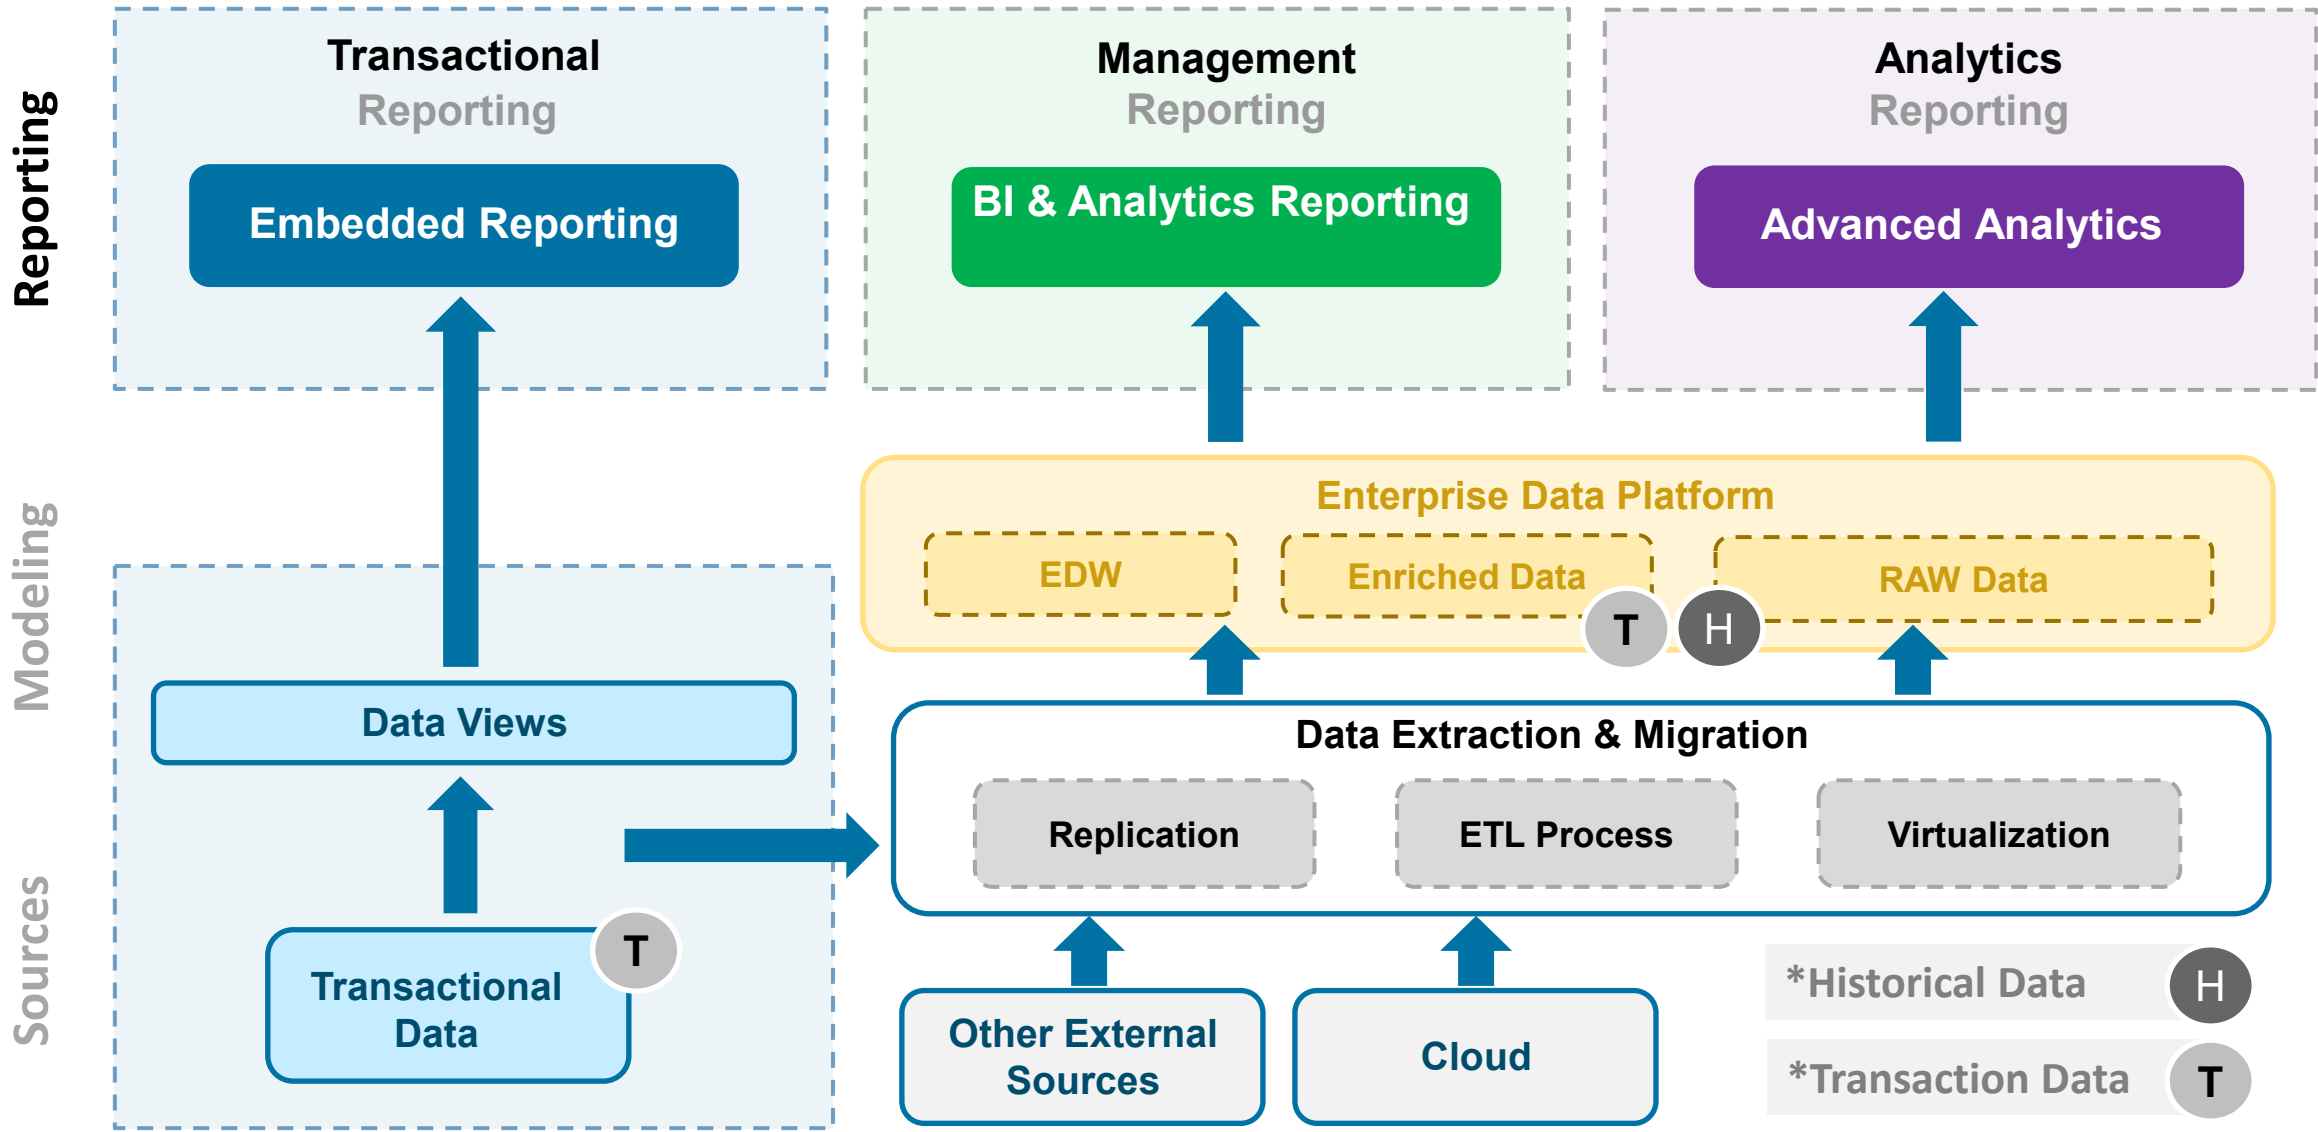 Reporting
Transactional
Reporting
Embedded Reporting
Management
Reporting
BI & Analytics Reporting
Analytics
Reporting
Advanced Analytics
Modeling
Data Views
Enterprise Data Platform
EDW
Enriched Data
RAW Data
T
H
Data Extraction & Migration
Replication
ETL Process
Virtualization
Sources
Transactional
Data
T
Other External
Sources
Cloud
*Historical Data
H
*Transaction Data
T